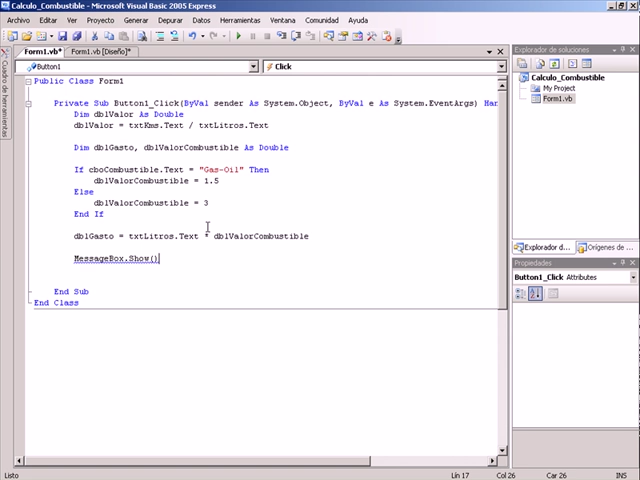 Calculo_Combustible - Microsoft Visual Basic 2005 Express
Archivo Editar Ver Proyecto Generar Depurar Datos Herramientas Ventana Comunidad Ayuda
Form1.vb* Form1.vb [Diseño]*
Button1 Click
Cuadro de herramientas
Public Class Form1
Private Sub Button1_Click(ByVal sender As System.Object, ByVal e As System.EventArgs) Han
Dim dblValor As Double
dblValor = txtKms.Text / txtLitros.Text
Dim dblGasto, dblValorCombustible As Double
If cboCombustible.Text = "Gas-Oil" Then
dblValorCombustible = 1.5
Else
dblValorCombustible = 3
End If
dblGasto = txtLitros.Text * dblValorCombustible
MessageBox.Show()
End Sub
End Class
Explorador de soluciones
Calculo_Combustible
My Project
Form1.vb
Explorador d... Orígenes de ...
Propiedades
Button1_Click Attributes
Listo Lín 17 Col 26 Car 26 INS